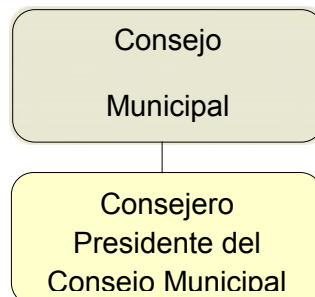 Consejo
Municipal
Consejero
Presidente del
Consejo Municipal